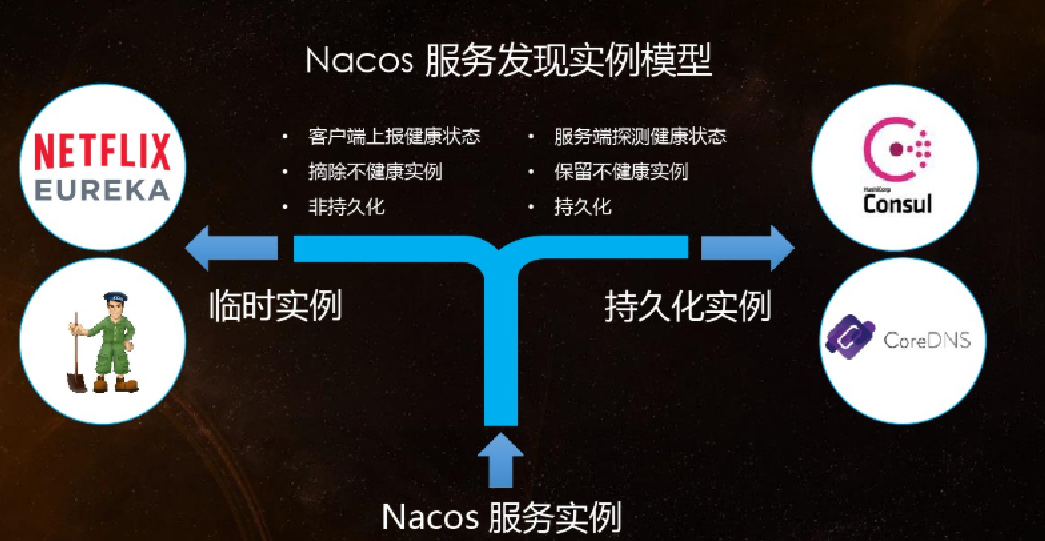 Nacos 服务发现实例模型
NETFLIX
EUREKA
• 客户端上报健康状态
• 摘除不健康实例
• 非持久化
• 服务端探测健康状态
• 保留不健康实例
• 持久化
HashiCorp
Consul
临时实例
持久化实例
CoreDNS
Nacos 服务实例